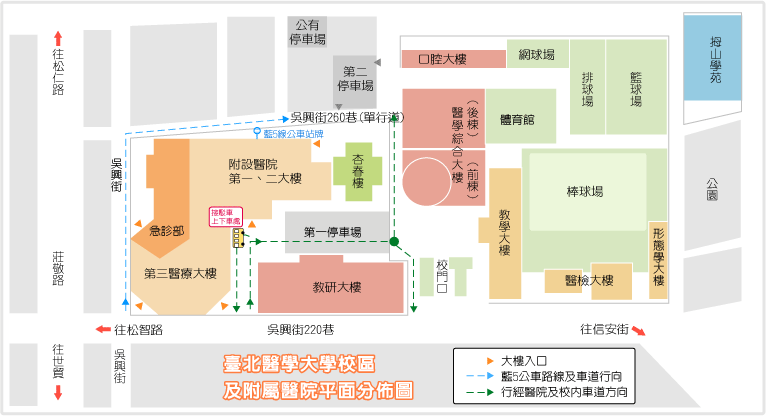 公有
停車場
往松仁路
第二
停車場
口腔大樓
網球場
排球場
籃球場
拇山學苑
吳興街260巷(單行道)
藍5線公車站牌
吳興街
附設醫院
第一、二大樓
杏春樓
醫學綜合大樓
(後棟)
(前棟)
體育館
棒球場
公園
接駁車
上下車處
急診部
第一停車場
教學大樓
形態學大樓
莊敬路
第三醫療大樓
教研大樓
校門口
醫檢大樓
往松智路
吳興街220巷
往信安街
往世貿
吳興街
臺北醫學大學校區
及附屬醫院平面分佈圖
大樓入口
藍5公車路線及車道行向
行經醫院及校內車道方向